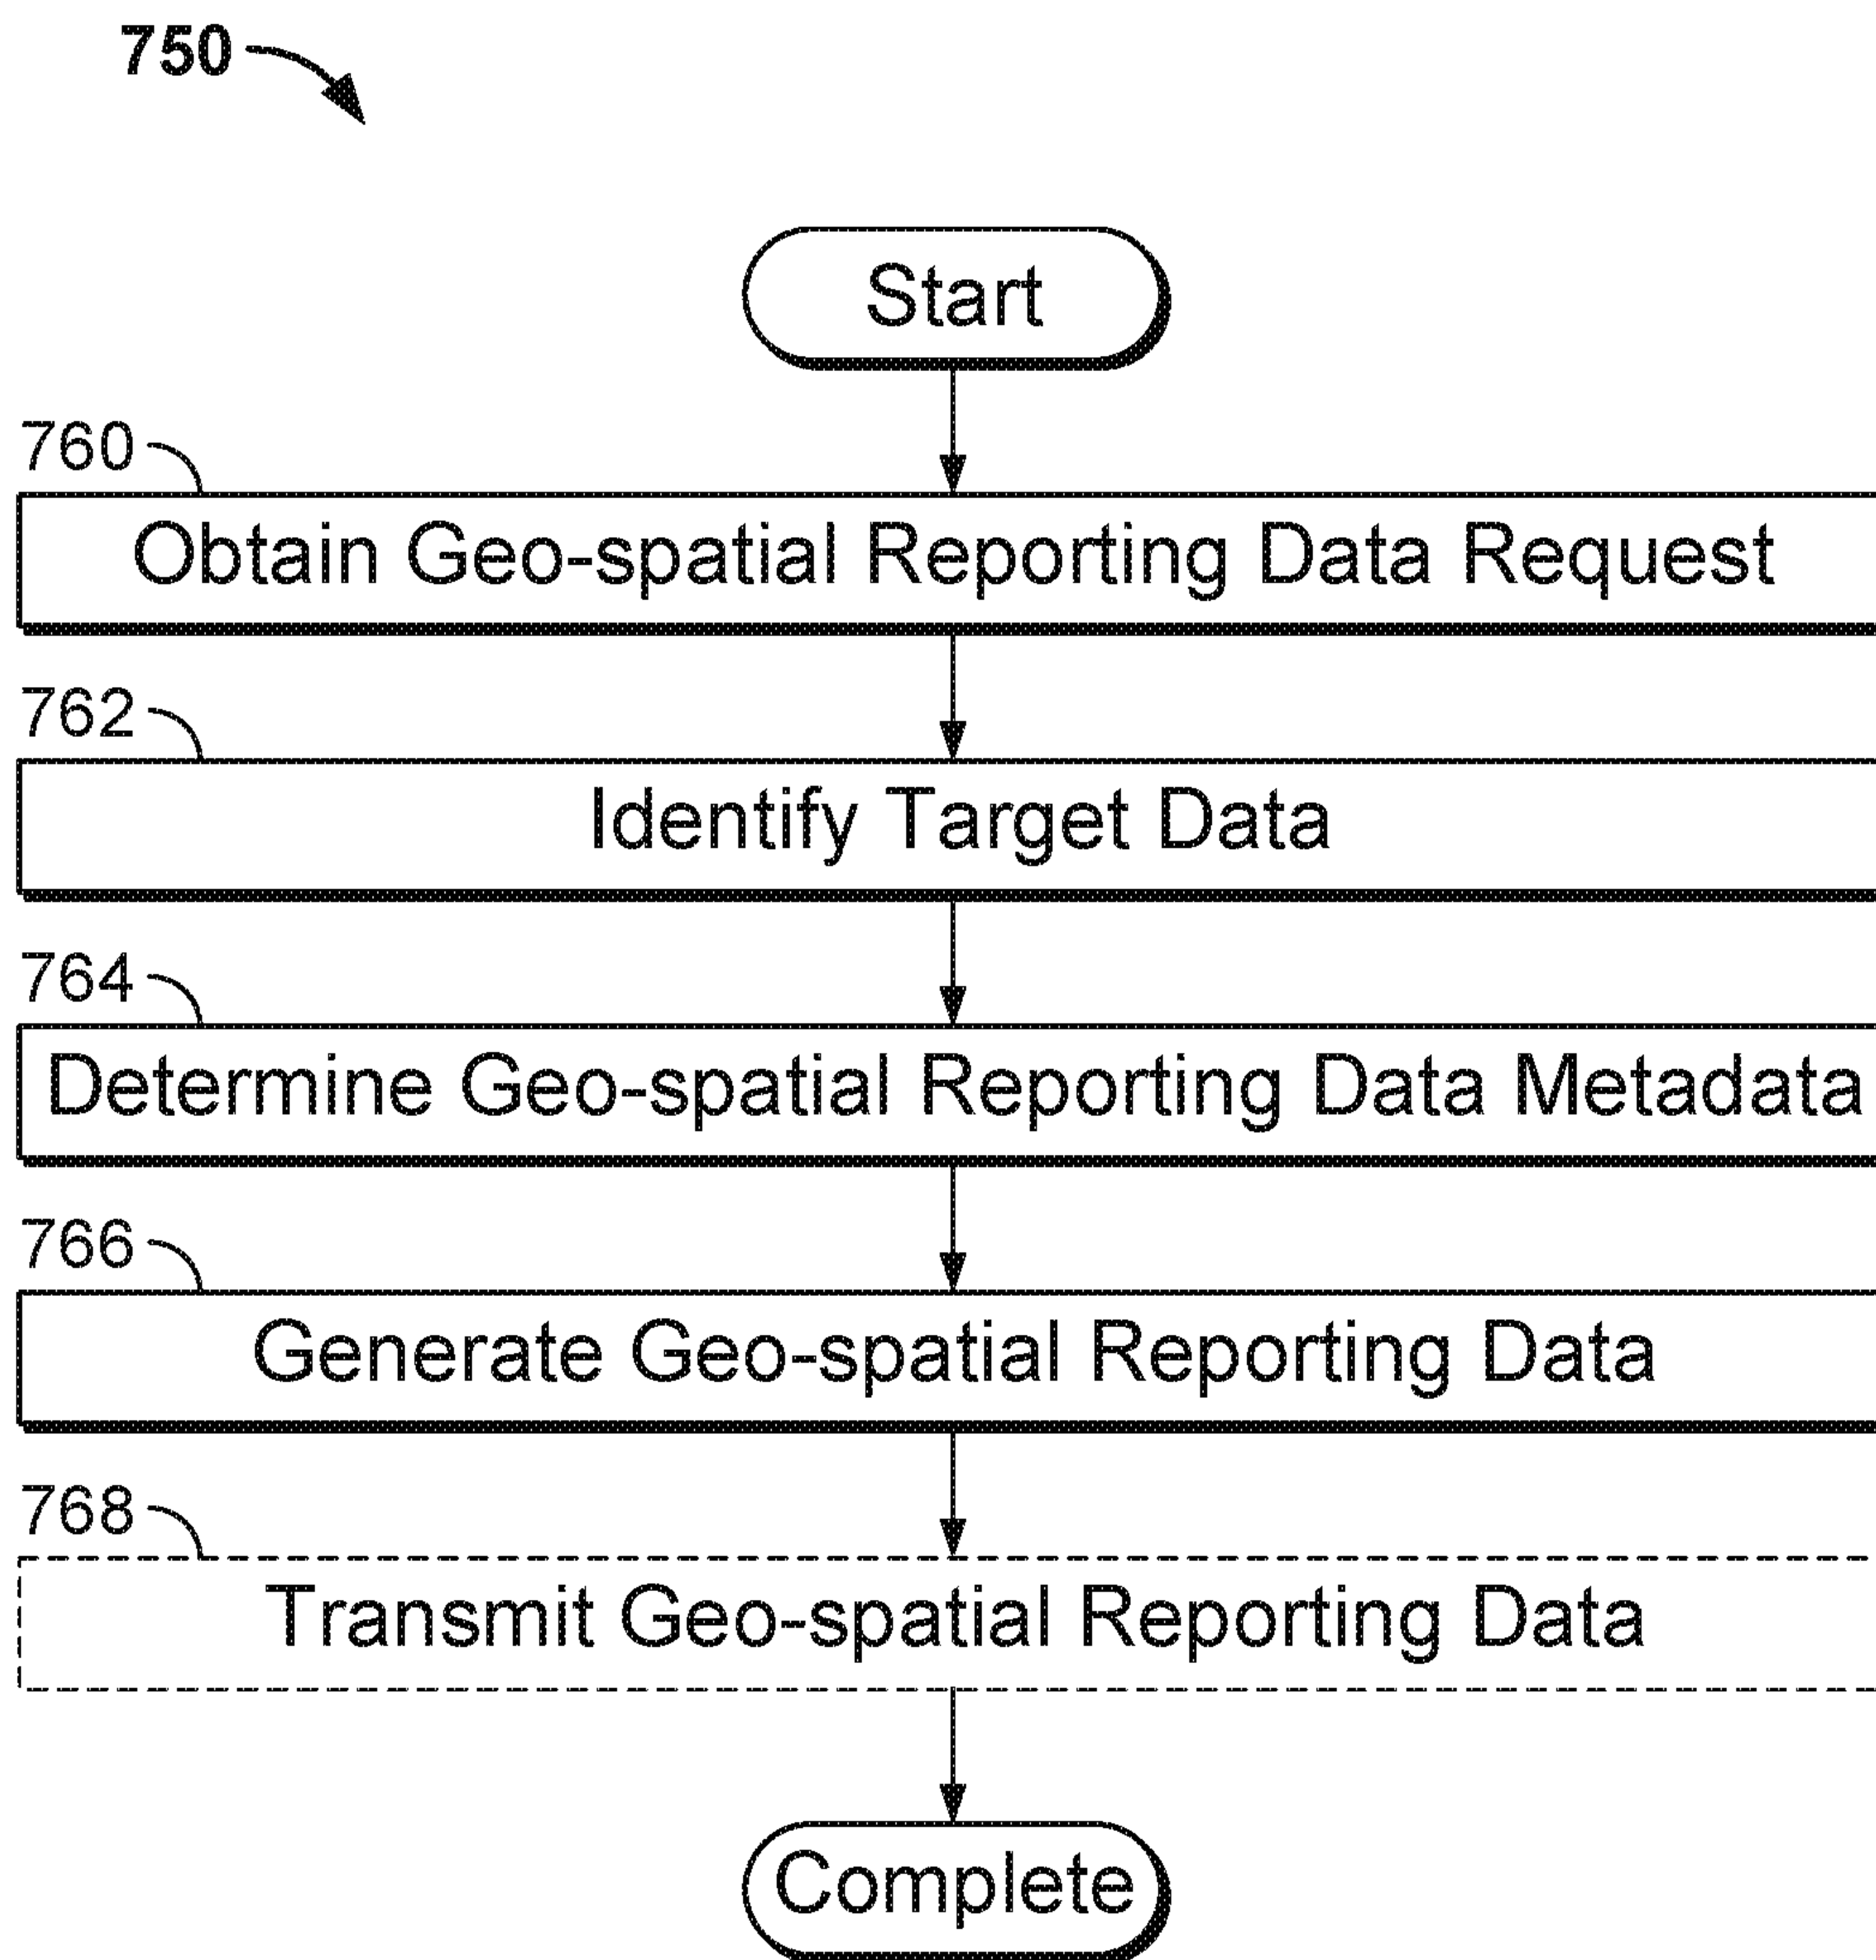 750
Start
760
Obtain Geo-spatial Reporting Data Request
762
Identify Target Data
764
Determine Geo-spatial Reporting Data Metadata
766
Generate Geo-spatial Reporting Data
768
Transmit Geo-spatial Reporting Data
Complete